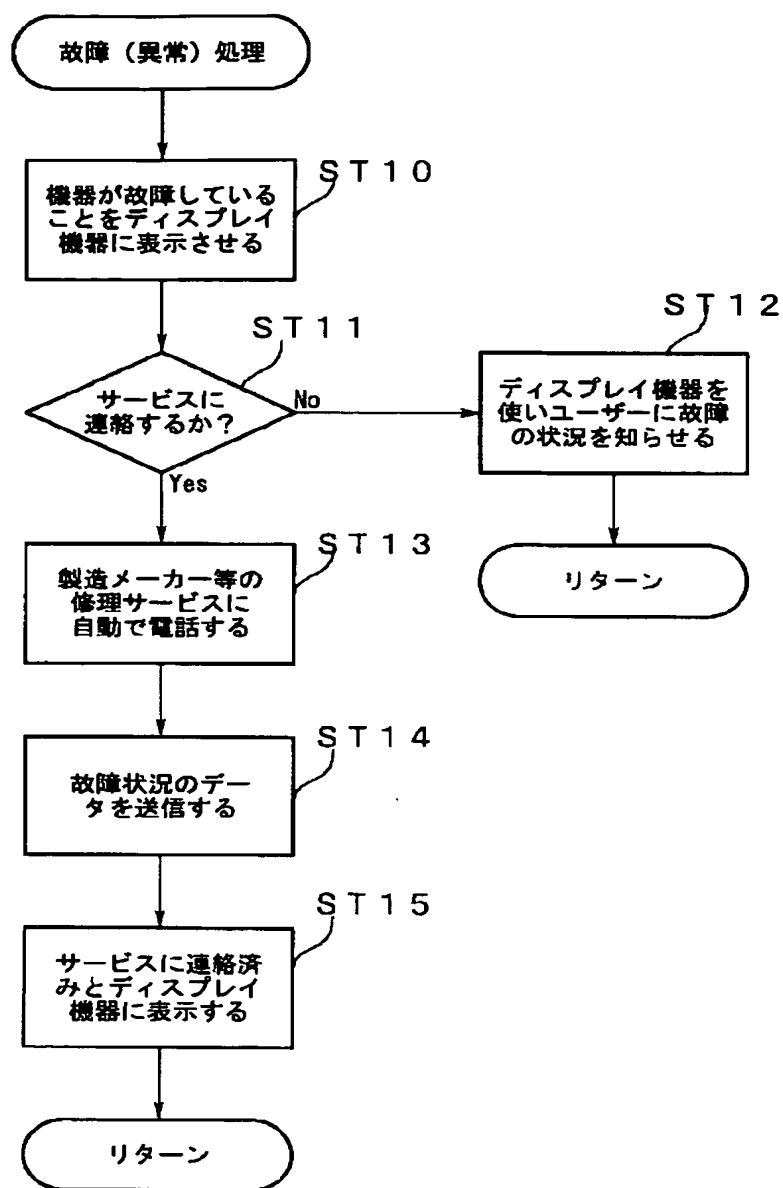 故障（異常）処理
ST10
機器が故障している
ことをディスプレイ
機器に表示させる
ST11
サービスに
連絡するか？
No
Yes
ST12
ディスプレイ機器を
使いユーザーに故障
の状況を知らせる
リターン
ST13
製造メーカー等の
修理サービスに
自動で電話する
ST14
故障状況のデー
タを送信する
ST15
サービスに連絡済
みとディスプレイ
機器に表示する
リターン